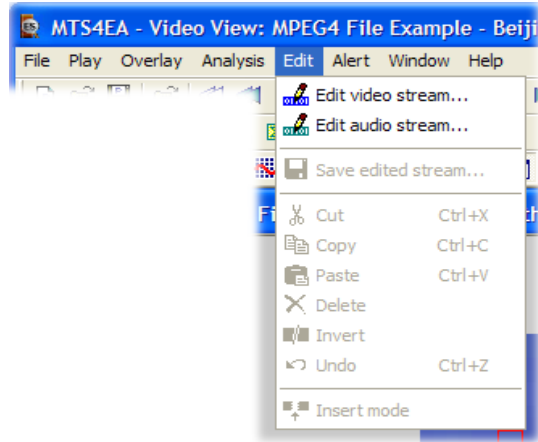 MTS4EA - Video View: MPEG4 File Example - Beiji
File Play Overlay Analysis Edit Alert Window Help
Edit video stream...
Edit audio stream...
Save edited stream...
Cut Ctrl+X
Copy Ctrl+C
Paste Ctrl+V
Delete
Invert
Undo Ctrl+Z
Insert mode